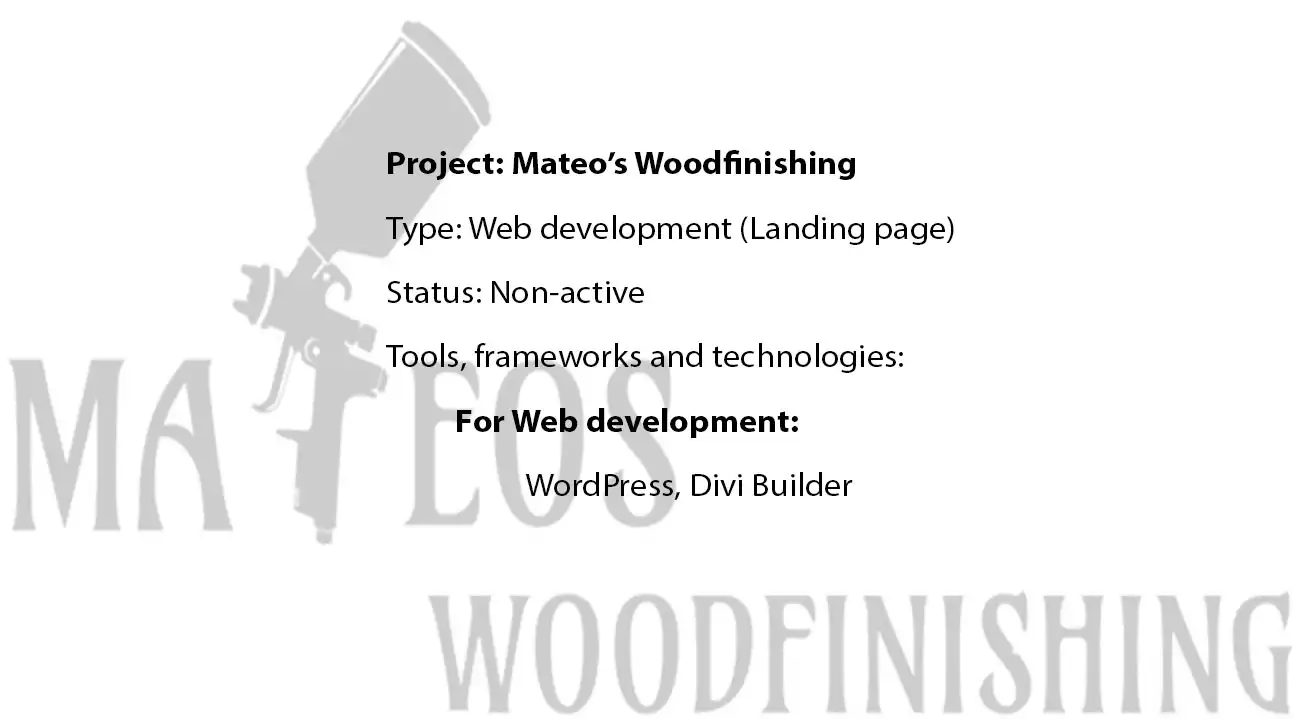 Project: Mateo’s Woodfinishing
Type: Web development (Landing page)
Status: Non-active
Tools, frameworks and technologies:
For Web development:
WordPress, Divi Builder
MATEOS
WOODFINISHING